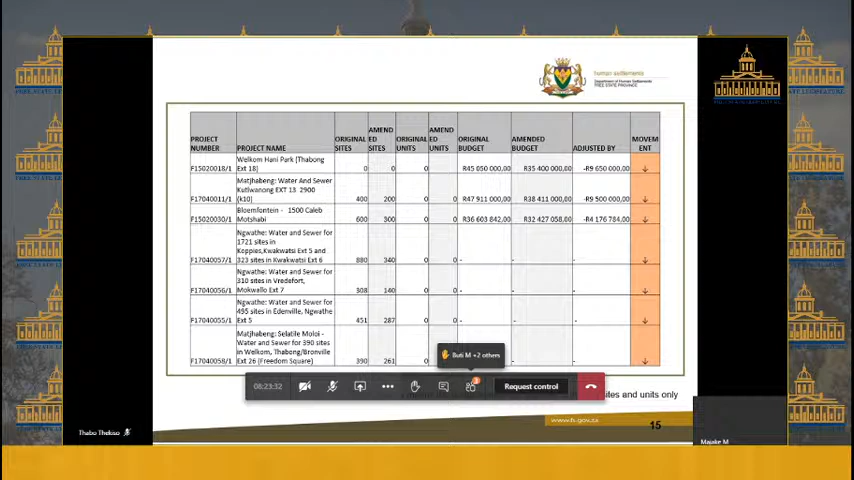 human settlements
Department of Human Settlements
FREE STATE PROVINCE
PROJECT NUMBER PROJECT NAME ORIGINAL SITES AMENDED SITES ORIGINAL UNITS AMENDED UNITS ORIGINAL BUDGET AMENDED BUDGET ADJUSTED BY MOVEMENT
F15020018/1 Welkom Hani Park (Thabong Ext 18) 0 0 0 0 R45 050 000,00 R35 400 000,00 -R9 650 000,00 ↓
F17040011/1 Matjhabeng: Water And Sewer Kutlwanong EXT 13 2900 (k10) 400 200 0 0 R47 911 000,00 R38 411 000,00 -R9 500 000,00 ↓
F15020030/1 Bloemfontein - 1500 Caleb Motshabi 600 300 0 0 R36 603 842,00 R32 427 058,00 -R4 176 784,00 ↓
F17040057/1 Ngwathe: Water and Sewer for 1721 sites in Koppies,Kwakwatsi Ext 5 and 323 sites in Kwakwatsi Ext 6 880 340 0 0 - - - ↓
F17040056/1 Ngwathe: Water and Sewer for 310 sites in Vredefort, Mokwallo Ext 7 308 140 0 0 - - - ↓
F17040055/1 Ngwathe: Water and Sewer for 495 sites in Edenville, Ngwathe Ext 5 451 287 0 0 - - - ↓
F17040058/1 Matjhabeng: Selatile Moloi - Water and Sewer for 390 sites in Welkom, Thabong/Bronville Ext 26 (Freedom Square) 390 261 0 - - ↓
Buti M +2 others
08:23:32
Request control
sites and units only
15
Thabo Thekiso
Majake M